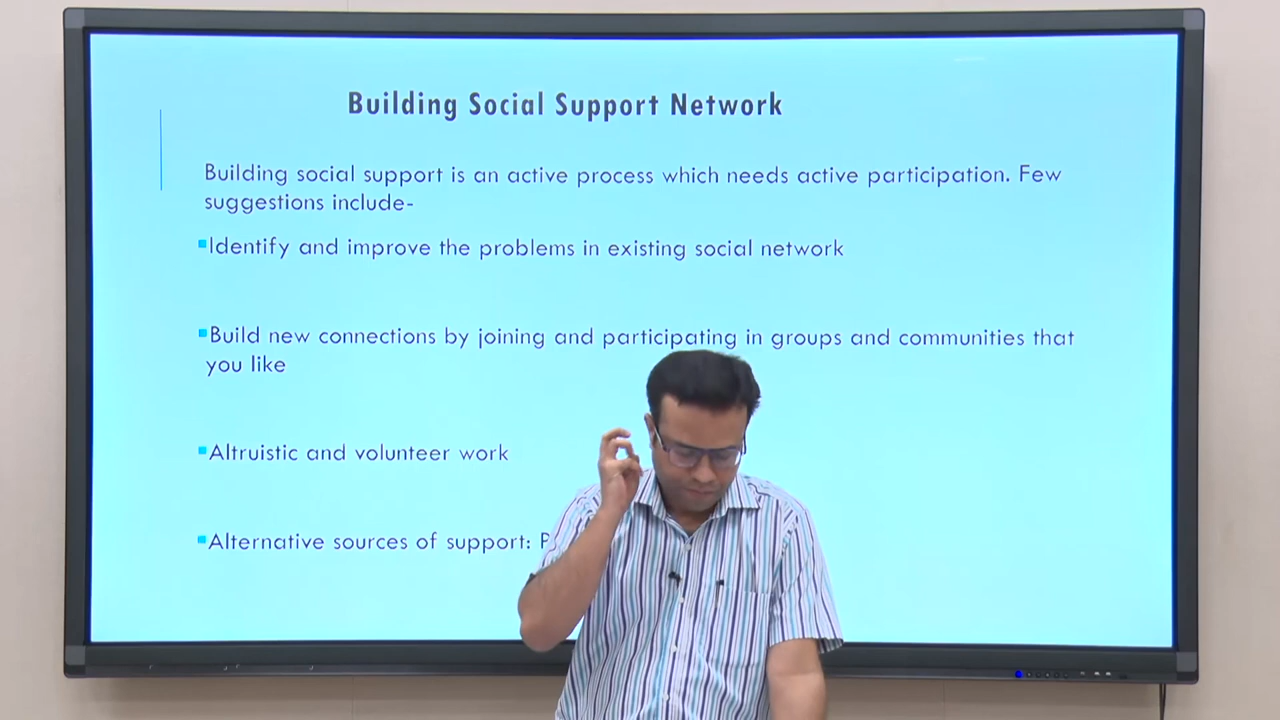 Building Social Support Network
Building social support is an active process which needs active participation. Few
suggestions include-
Identify and improve the problems in existing social network
Build new connections by joining and participating in groups and communities that
you like
Altruistic and volunteer work
Alternative sources of support: